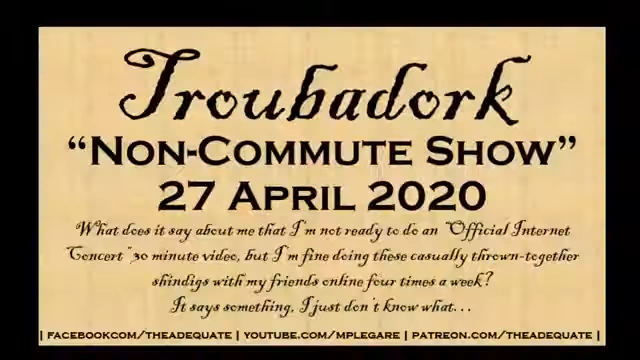 Troubadork
“Non-Commute Show”
27 April 2020
What does it say about me that I'm not ready to do an "Official Internet
Concert" 30 minute video, but I'm fine doing these casually thrown-together
shindigs with my friends online four times a week?
It says something, I just don't know what...
| facebookcom/theadequate | youtube.com/mplegare | patreon.com/theadequate |